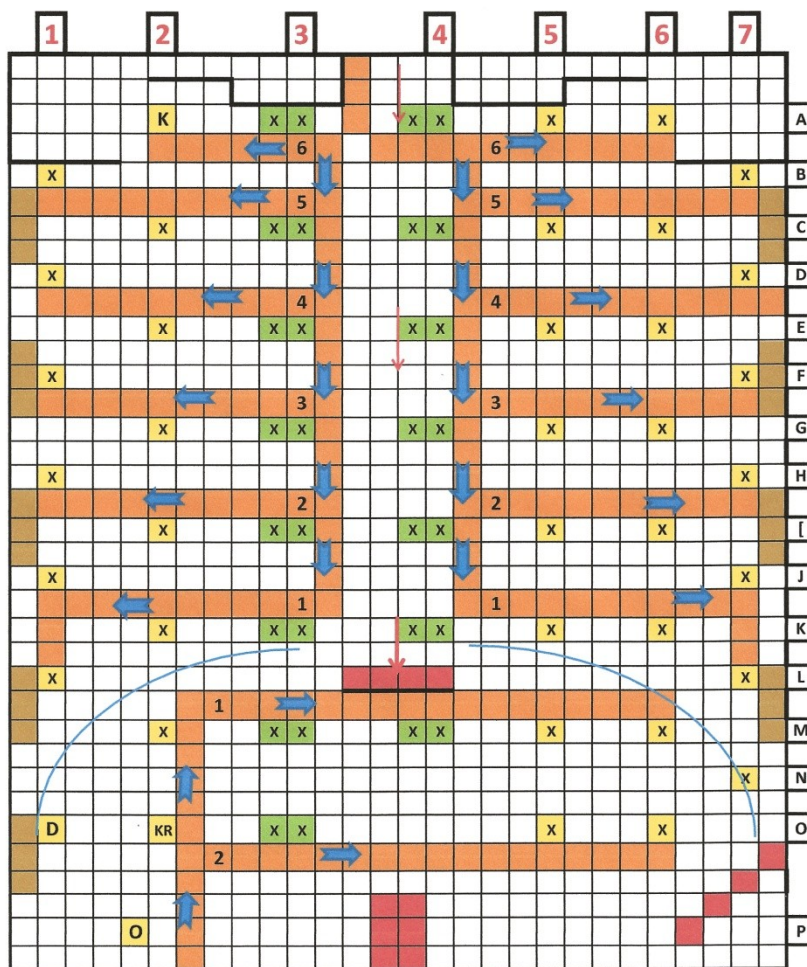 1 2 3 4 5 6 7
K X X X X X X A
6 6
X X B
5 5
X X X X X X X C
X X D
4 4
X X X X X X X E
X X F
3 3
X X X X X X X G
X X H
2 2
X X X X X X X [
X X J
1 1
X X X X X X X K
X X L
1
X X X X X X X M
X N
D KR X X X X O
2
O P